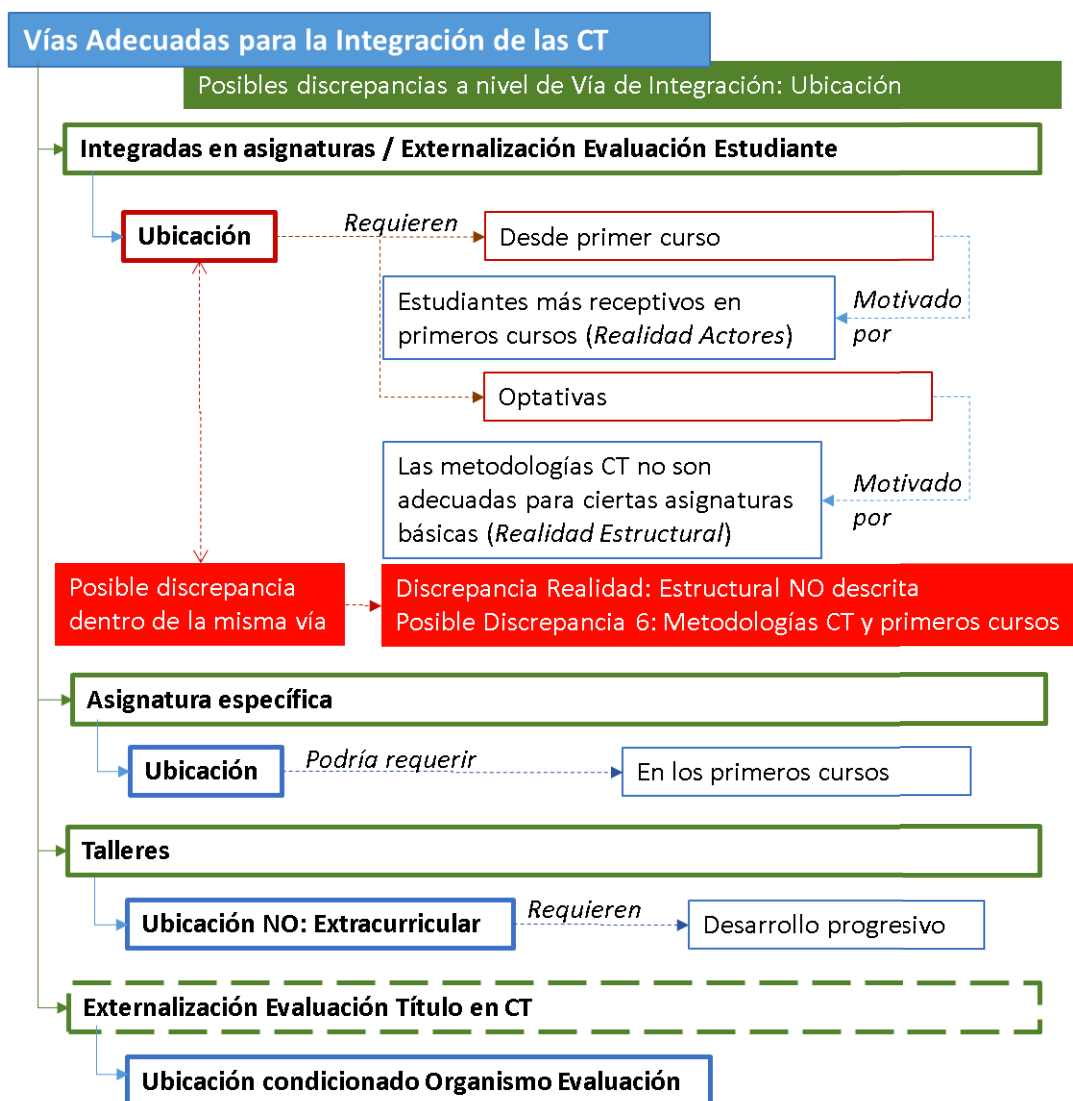 Vías Adecuadas para la Integración de las CT
Posibles discrepancias a nivel de Vía de Integración: Ubicación
Integradas en asignaturas / Externalización Evaluación Estudiante
Ubicación
Requieren
Desde primer curso
Estudiantes más receptivos en
primeros cursos (Realidad Actores)
Motivado
por
Optativas
Las metodologías CT no son
adecuadas para ciertas asignaturas
básicas (Realidad Estructural)
Motivado
por
Posible discrepancia
dentro de la misma vía
Discrepancia Realidad: Estructural NO descrita
Posible Discrepancia 6: Metodologías CT y primeros cursos
Asignatura específica
Ubicación
Podría requerir
En los primeros cursos
Talleres
Ubicación NO: Extracurricular
Requieren
Desarrollo progresivo
Externalización Evaluación Título en CT
Ubicación condicionado Organismo Evaluación